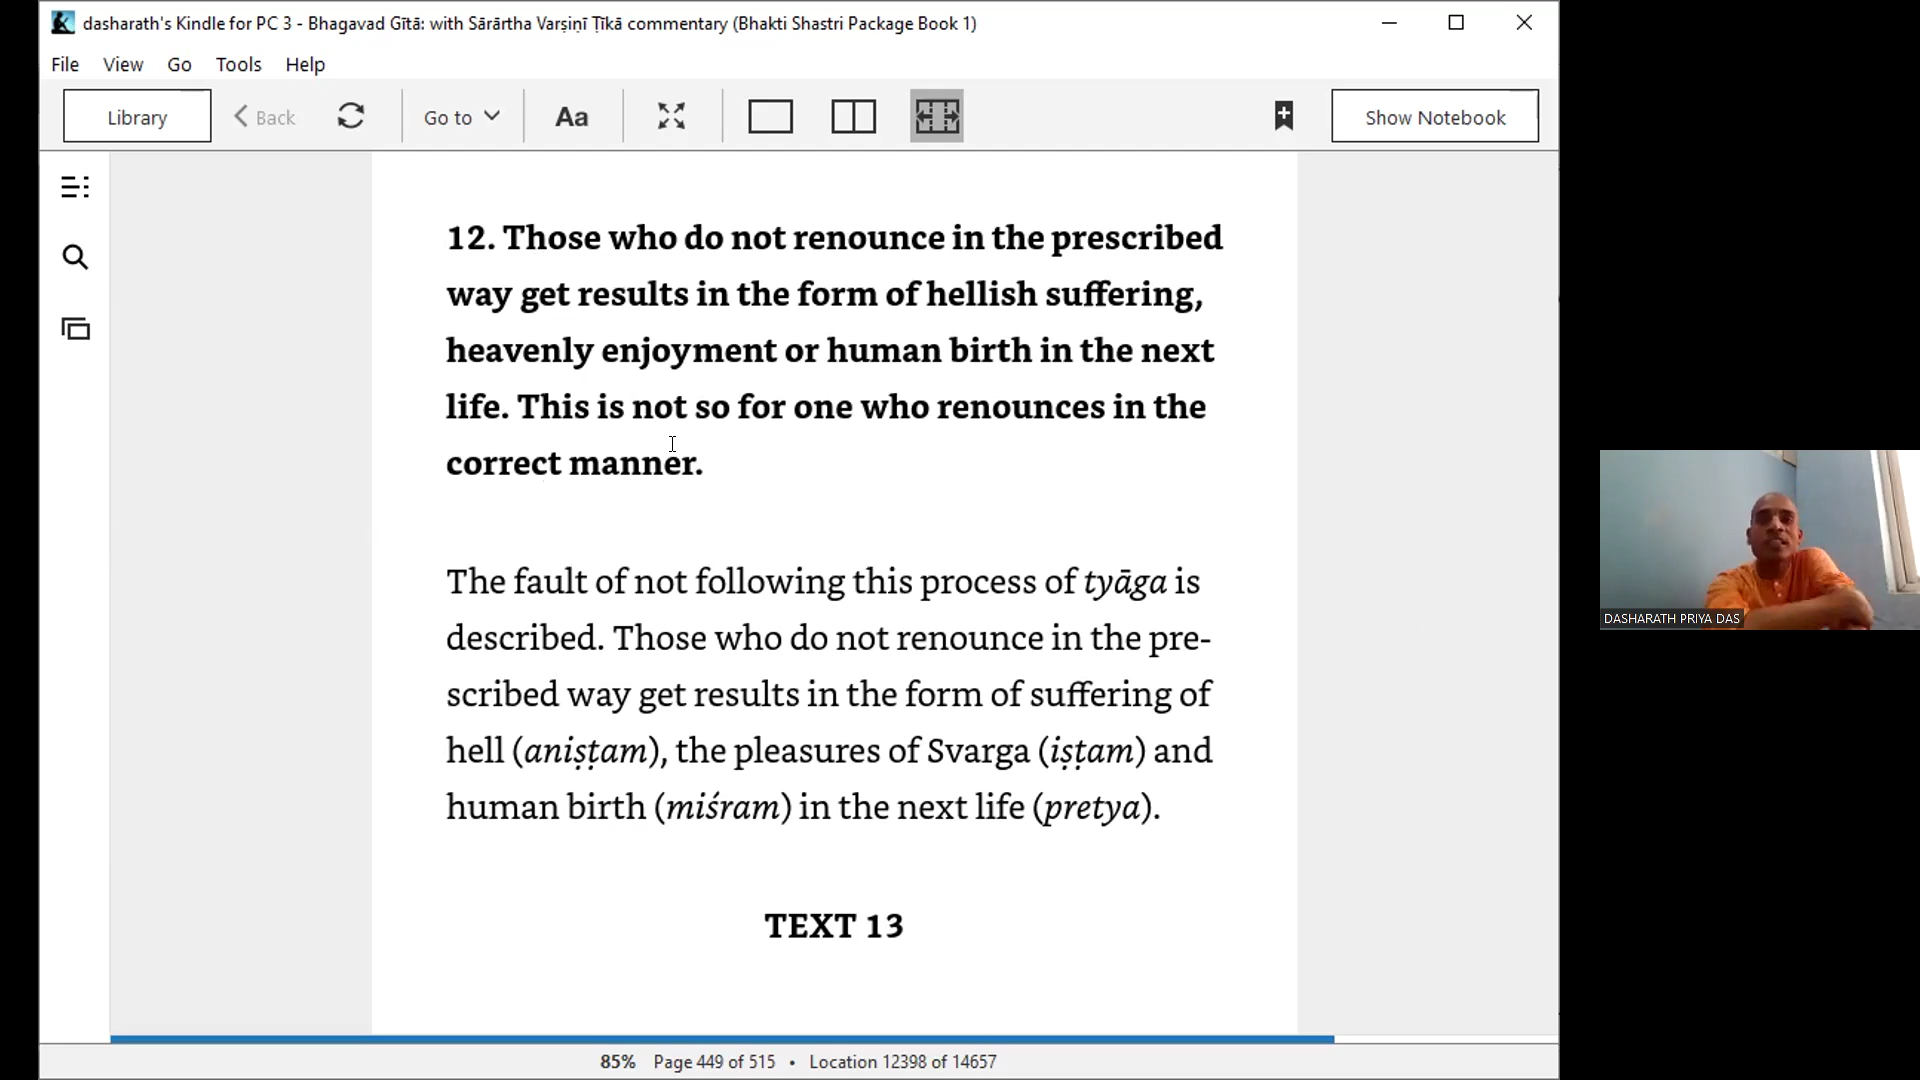 dasharath's Kindle for PC 3 - Bhagavad Gītā: with Sārārtha Varṣiṇī Ṭīkā commentary (Bhakti Shastri Package Book 1)
File View Go Tools Help
Library Back Go to Aa Show Notebook
12. Those who do not renounce in the prescribed
way get results in the form of hellish suffering,
heavenly enjoyment or human birth in the next
life. This is not so for one who renounces in the
correct manner.
The fault of not following this process of tyāga is
described. Those who do not renounce in the pre-
scribed way get results in the form of suffering of
hell (aniṣṭam), the pleasures of Svarga (iṣṭam) and
human birth (miśram) in the next life (pretya).
TEXT 13
85% Page 449 of 515 • Location 12398 of 14657
DASHARATH PRIYA DAS